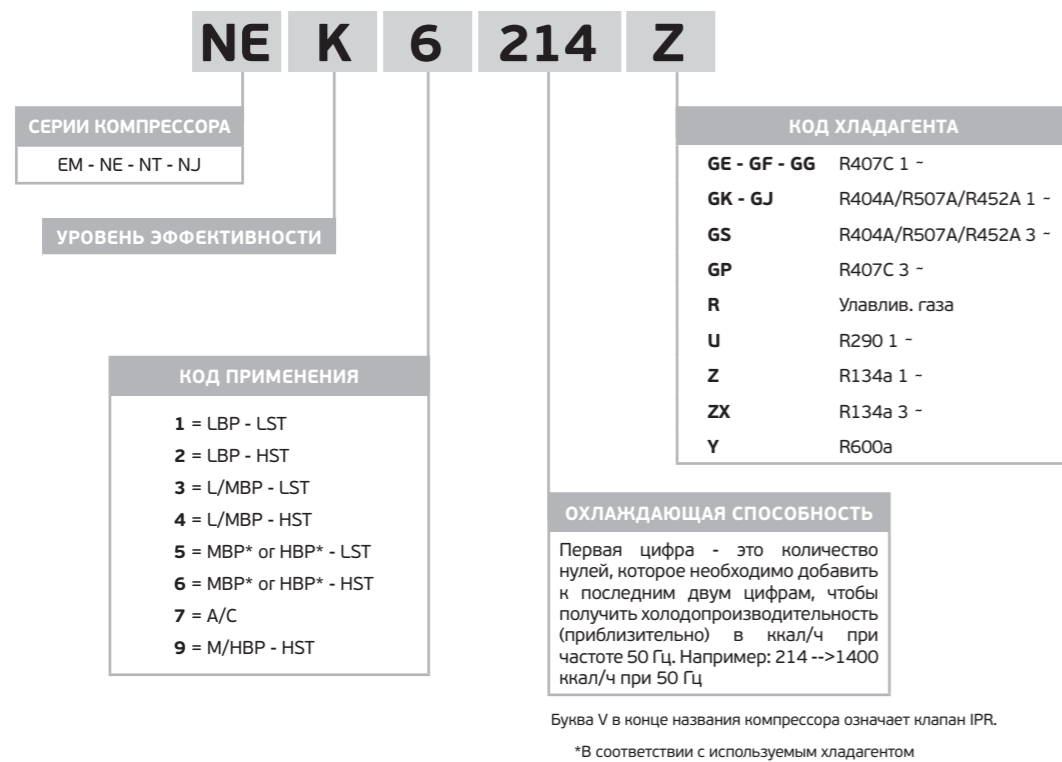 NE K 6 214 Z
СЕРИИ КОМПРЕССОРА
EM - NE - NT - NJ
УРОВЕНЬ ЭФФЕКТИВНОСТИ
КОД ПРИМЕНЕНИЯ
1 = LBP - LST
2 = LBP - HST
3 = L/MBP - LST
4 = L/MBP - HST
5 = MBP* or HBP* - LST
6 = MBP* or HBP* - HST
7 = A/C
9 = M/HBP - HST
КОД ХЛАДАГЕНТА
GE - GF - GG R407C 1 ~
GK - GJ R404A/R507A/R452A 1 ~
GS R404A/R507A/R452A 3 ~
GP R407C 3 ~
R Улавлив. газа
U R290 1 ~
Z R134a 1 ~
ZX R134a 3 ~
Y R600a
ОХЛАЖДАЮЩАЯ СПОСОБНОСТЬ
Первая цифра - это количество
нулей, которое необходимо добавить
к последним двум цифрам, чтобы
получить холодопроизводительность
(приблизительно) в ккал/ч при
частоте 50 Гц. Например: 214 -->1400
ккал/ч при 50 Гц
Буква V в конце названия компрессора означает клапан IPR.
*В соответствии с используемым хладагентом